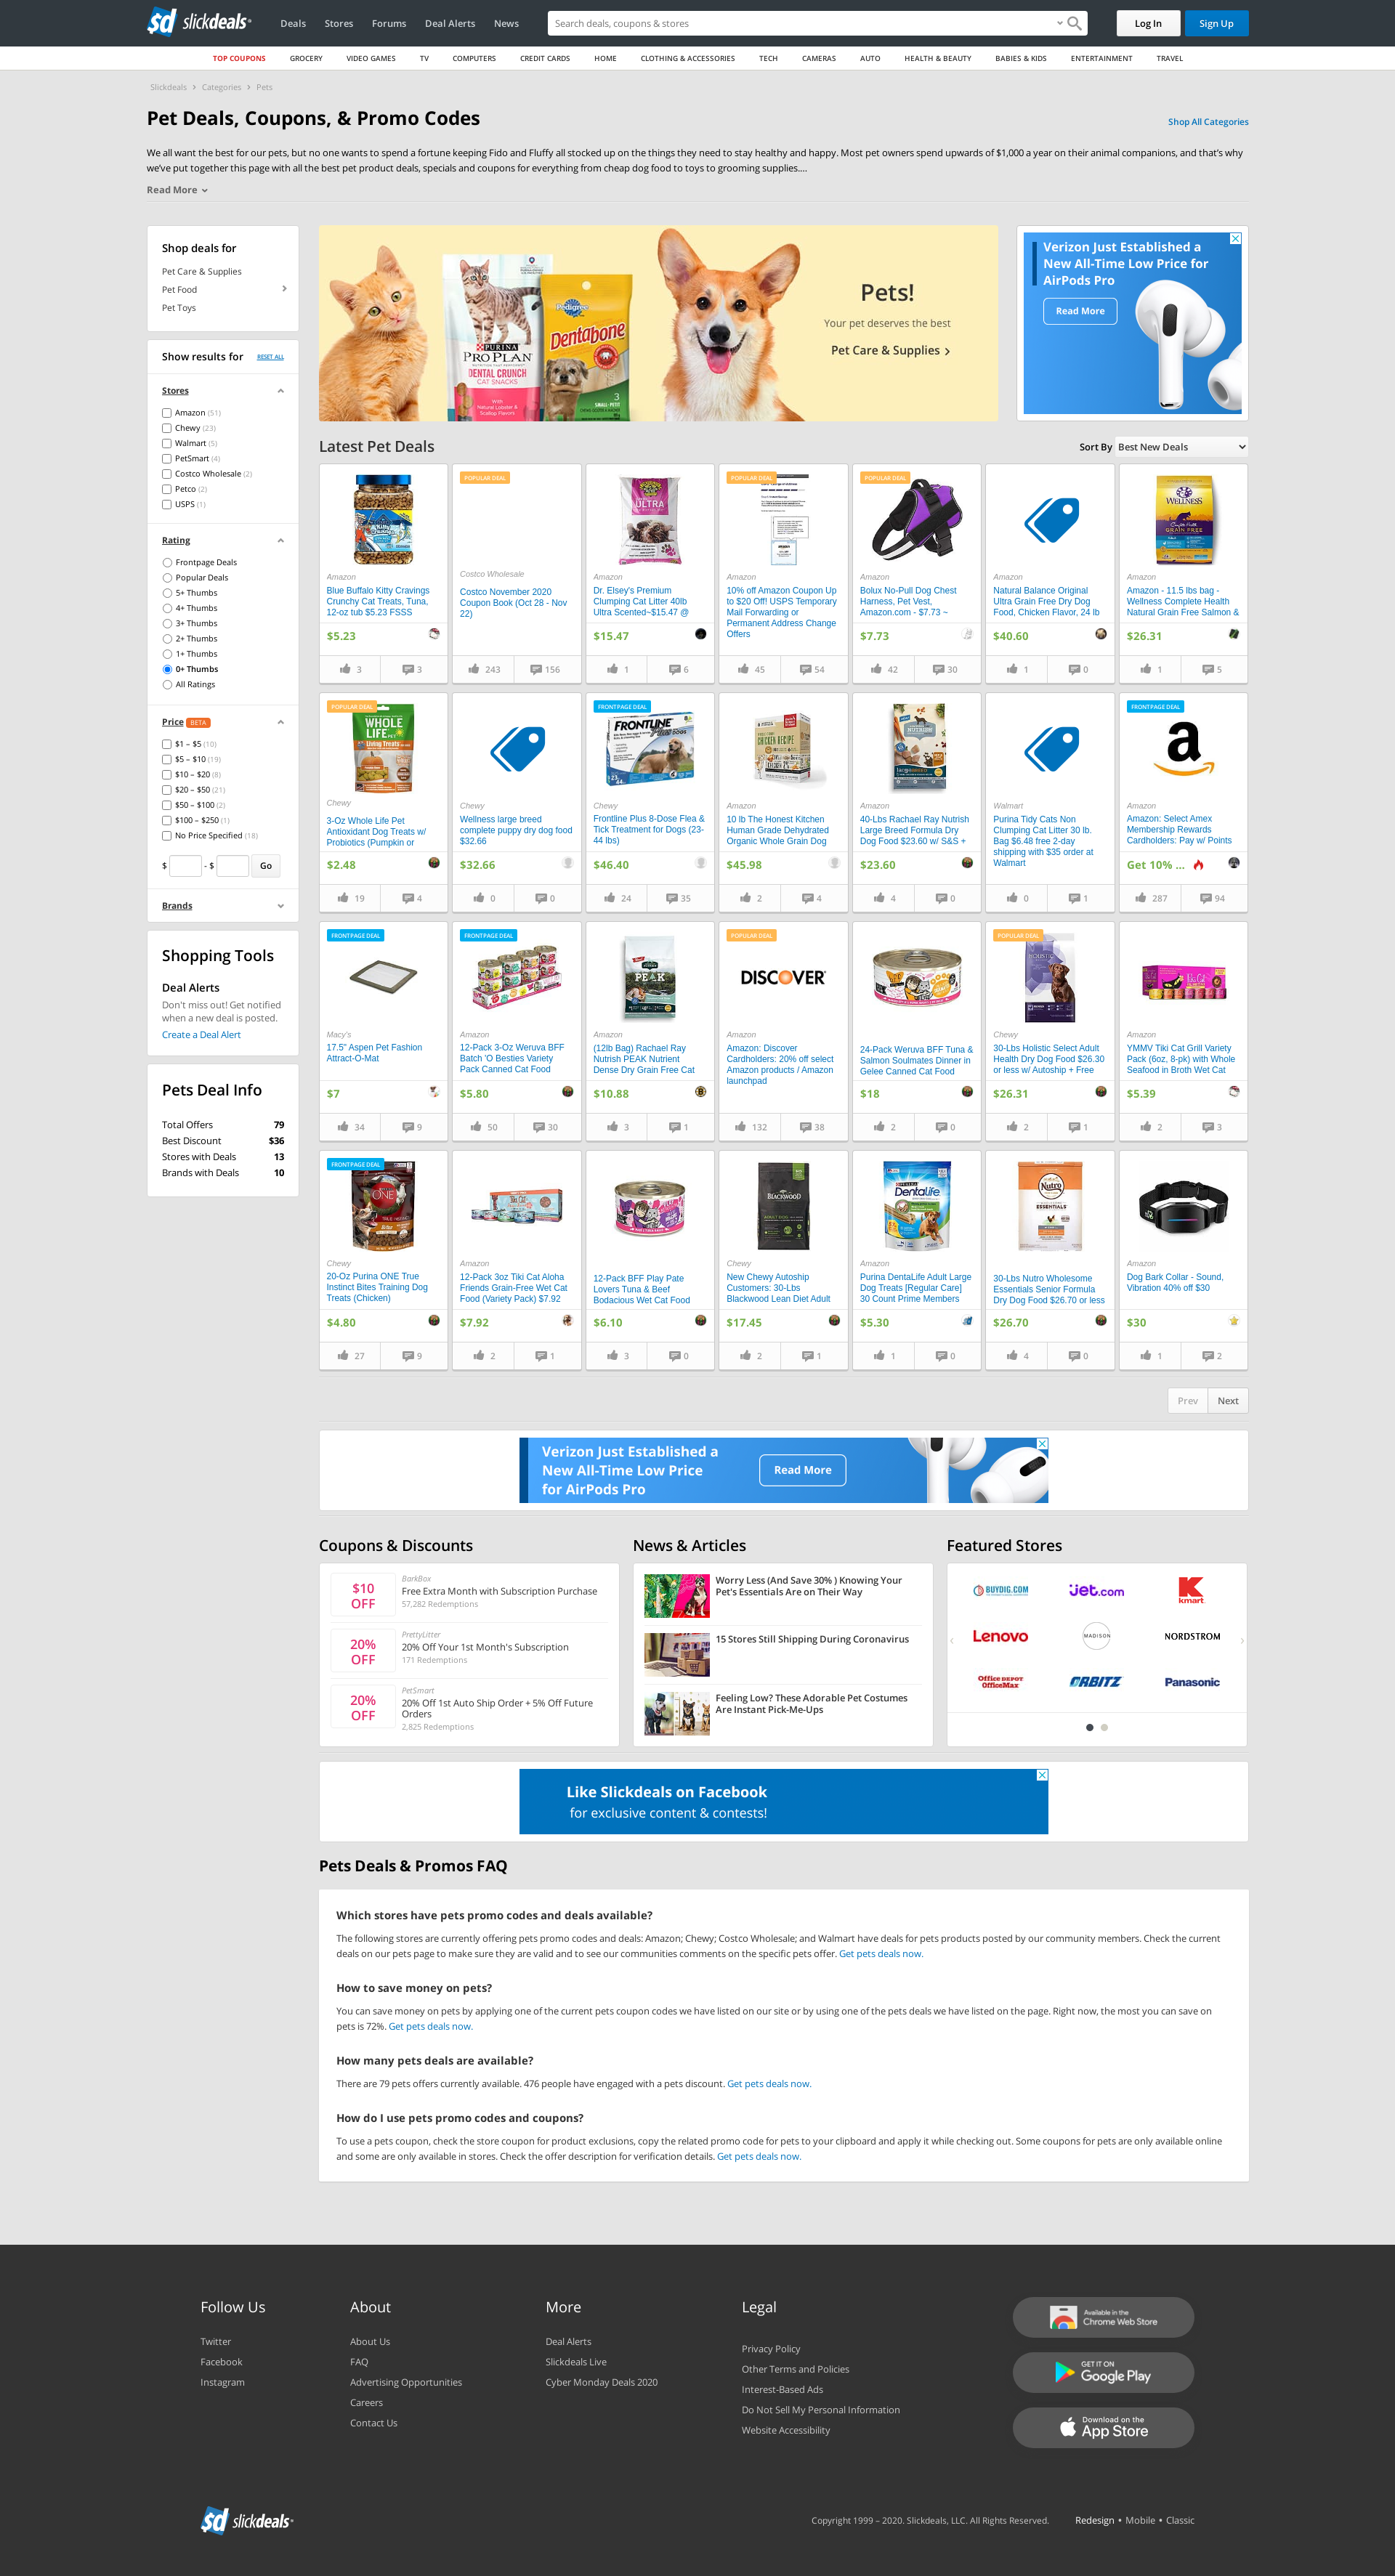 sd slickdeals
Deals Stores Forums Deal Alerts News
Search deals, coupons & stores
Log In
Sign Up
TOP COUPONS GROCERY VIDEO GAMES TV COMPUTERS CREDIT CARDS HOME CLOTHING & ACCESSORIES TECH CAMERAS AUTO HEALTH & BEAUTY BABIES & KIDS ENTERTAINMENT TRAVEL
Slickdeals › Categories › Pets
Pet Deals, Coupons, & Promo Codes
Shop All Categories
We all want the best for our pets, but no one wants to spend a fortune keeping Fido and Fluffy all stocked up on the things they need to stay healthy and happy. Most pet owners spend upwards of $1,000 a year on their animal companions, and that's why
we've put together this page with all the best pet product deals, specials and coupons for everything from cheap dog food to toys to grooming supplies....
Read More
Shop deals for
Pet Care & Supplies
Pet Food
Pet Toys
Show results for RESET ALL
Stores
Amazon (51)
Chewy (23)
Walmart (5)
PetSmart (4)
Costco Wholesale (2)
Petco (2)
USPS (1)
Rating
Frontpage Deals
Popular Deals
5+ Thumbs
4+ Thumbs
3+ Thumbs
2+ Thumbs
1+ Thumbs
0+ Thumbs
All Ratings
Price BETA
$1 – $5 (10)
$5 – $10 (19)
$10 – $20 (8)
$20 – $50 (21)
$50 – $100 (2)
$100 – $250 (1)
No Price Specified (18)
$ - $ Go
Brands
Shopping Tools
Deal Alerts
Don't miss out! Get notified
when a new deal is posted.
Create a Deal Alert
Pets Deal Info
Total Offers 79
Best Discount $36
Stores with Deals 13
Brands with Deals 10
PURINA
PRO PLAN
DENTAL CRUNCH
CAT SNACKS
Pedigree
Dentabone
Pets!
Your pet deserves the best
Pet Care & Supplies
Verizon Just Established a
New All-Time Low Price for
AirPods Pro
Read More
Latest Pet Deals
Sort By Best New Deals
Amazon
Blue Buffalo Kitty Cravings
Crunchy Cat Treats, Tuna,
12-oz tub $5.23 FSSS
$5.23
3 3
POPULAR DEAL
Costco Wholesale
Costco November 2020
Coupon Book (Oct 28 - Nov
22)
243 156
ULTRA
Amazon
Dr. Elsey's Premium
Clumping Cat Litter 40lb
Ultra Scented~$15.47 @
$15.47
1 6
POPULAR DEAL
Amazon
10% off Amazon Coupon Up
to $20 Off! USPS Temporary
Mail Forwarding or
Permanent Address Change
Offers
45 54
POPULAR DEAL
Amazon
Bolux No-Pull Dog Chest
Harness, Pet Vest,
Amazon.com - $7.73 ~
$7.73
42 30
Amazon
Natural Balance Original
Ultra Grain Free Dry Dog
Food, Chicken Flavor, 24 lb
$40.60
1 0
WELLNESS
GRAIN FREE
Amazon
Amazon - 11.5 lbs bag -
Wellness Complete Health
Natural Grain Free Salmon &
$26.31
1 5
POPULAR DEAL
WHOLE
LIFE
Living Treats
Chewy
3-Oz Whole Life Pet
Antioxidant Dog Treats w/
Probiotics (Pumpkin or
$2.48
19 4
Chewy
Wellness large breed
complete puppy dry dog food
$32.66
$32.66
0 0
FRONTPAGE DEAL
FRONTLINE
Chewy
Frontline Plus 8-Dose Flea &
Tick Treatment for Dogs (23-
44 lbs)
$46.40
24 35
CHICKEN RECIPE
Amazon
10 lb The Honest Kitchen
Human Grade Dehydrated
Organic Whole Grain Dog
$45.98
2 4
NUTRISH
Amazon
40-Lbs Rachael Ray Nutrish
Large Breed Formula Dry
Dog Food $23.60 w/ S&S +
$23.60
4 0
Walmart
Purina Tidy Cats Non
Clumping Cat Litter 30 lb.
Bag $6.48 free 2-day
shipping with $35 order at
Walmart
0 1
FRONTPAGE DEAL
Amazon
Amazon: Select Amex
Membership Rewards
Cardholders: Pay w/ Points
Get 10% ...
287 94
FRONTPAGE DEAL
Macy's
17.5" Aspen Pet Fashion
Attract-O-Mat
$7
34 9
FRONTPAGE DEAL
Amazon
12-Pack 3-Oz Weruva BFF
Batch 'O Besties Variety
Pack Canned Cat Food
$5.80
50 30
PEAK
Amazon
(12lb Bag) Rachael Ray
Nutrish PEAK Nutrient
Dense Dry Grain Free Cat
$10.88
3 1
POPULAR DEAL
DISCOVER
Amazon
Amazon: Discover
Cardholders: 20% off select
Amazon products / Amazon
launchpad
132 38
24-Pack Weruva BFF Tuna &
Salmon Soulmates Dinner in
Gelee Canned Cat Food
$18
2 0
POPULAR DEAL
HOLISTIC
Chewy
30-Lbs Holistic Select Adult
Health Dry Dog Food $26.30
or less w/ Autoship + Free
$26.31
2 1
Amazon
YMMV Tiki Cat Grill Variety
Pack (6oz, 8-pk) with Whole
Seafood in Broth Wet Cat
$5.39
2 3
FRONTPAGE DEAL
ONE
Chewy
20-Oz Purina ONE True
Instinct Bites Training Dog
Treats (Chicken)
$4.80
27 9
Amazon
12-Pack 3oz Tiki Cat Aloha
Friends Grain-Free Wet Cat
Food (Variety Pack) $7.92
$7.92
2 1
12-Pack BFF Play Pate
Lovers Tuna & Beef
Bodacious Wet Cat Food
$6.10
3 0
BLACKWOOD
Chewy
New Chewy Autoship
Customers: 30-Lbs
Blackwood Lean Diet Adult
$17.45
2 1
DentaLife
Amazon
Purina DentaLife Adult Large
Dog Treats [Regular Care]
30 Count Prime Members
$5.30
1 0
Nutro
ESSENTIALS
30-Lbs Nutro Wholesome
Essentials Senior Formula
Dry Dog Food $26.70 or less
$26.70
4 0
Amazon
Dog Bark Collar - Sound,
Vibration 40% off $30
$30
1 2
Prev Next
Verizon Just Established a
New All-Time Low Price
for AirPods Pro
Read More
Coupons & Discounts
$10
OFF
BarkBox
Free Extra Month with Subscription Purchase
57,282 Redemptions
20%
OFF
PrettyLitter
20% Off Your 1st Month's Subscription
171 Redemptions
20%
OFF
PetSmart
20% Off 1st Auto Ship Order + 5% Off Future
Orders
2,825 Redemptions
News & Articles
Worry Less (And Save 30% ) Knowing Your
Pet's Essentials Are on Their Way
15 Stores Still Shipping During Coronavirus
Feeling Low? These Adorable Pet Costumes
Are Instant Pick-Me-Ups
Featured Stores
BUYDIG.COM
Jet.com
kmart
Lenovo
MADISON
NORDSTROM
Office DEPOT
OfficeMax
ORBITZ
Panasonic
Like Slickdeals on Facebook
for exclusive content & contests!
Pets Deals & Promos FAQ
Which stores have pets promo codes and deals available?
The following stores are currently offering pets promo codes and deals: Amazon; Chewy; Costco Wholesale; and Walmart have deals for pets products posted by our community members. Check the current
deals on our pets page to make sure they are valid and to see our communities comments on the specific pets offer. Get pets deals now.
How to save money on pets?
You can save money on pets by applying one of the current pets coupon codes we have listed on our site or by using one of the pets deals we have listed on the page. Right now, the most you can save on
pets is 72%. Get pets deals now.
How many pets deals are available?
There are 79 pets offers currently available. 476 people have engaged with a pets discount. Get pets deals now.
How do I use pets promo codes and coupons?
To use a pets coupon, check the store coupon for product exclusions, copy the related promo code for pets to your clipboard and apply it while checking out. Some coupons for pets are only available online
and some are only available in stores. Check the offer description for verification details. Get pets deals now.
Follow Us
Twitter
Facebook
Instagram
About
About Us
FAQ
Advertising Opportunities
Careers
Contact Us
More
Deal Alerts
Slickdeals Live
Cyber Monday Deals 2020
Legal
Privacy Policy
Other Terms and Policies
Interest-Based Ads
Do Not Sell My Personal Information
Website Accessibility
Available in the
Chrome Web Store
GET IT ON
Google Play
Download on the
App Store
sd slickdeals
Copyright 1999 – 2020. Slickdeals, LLC. All Rights Reserved.
Redesign • Mobile • Classic